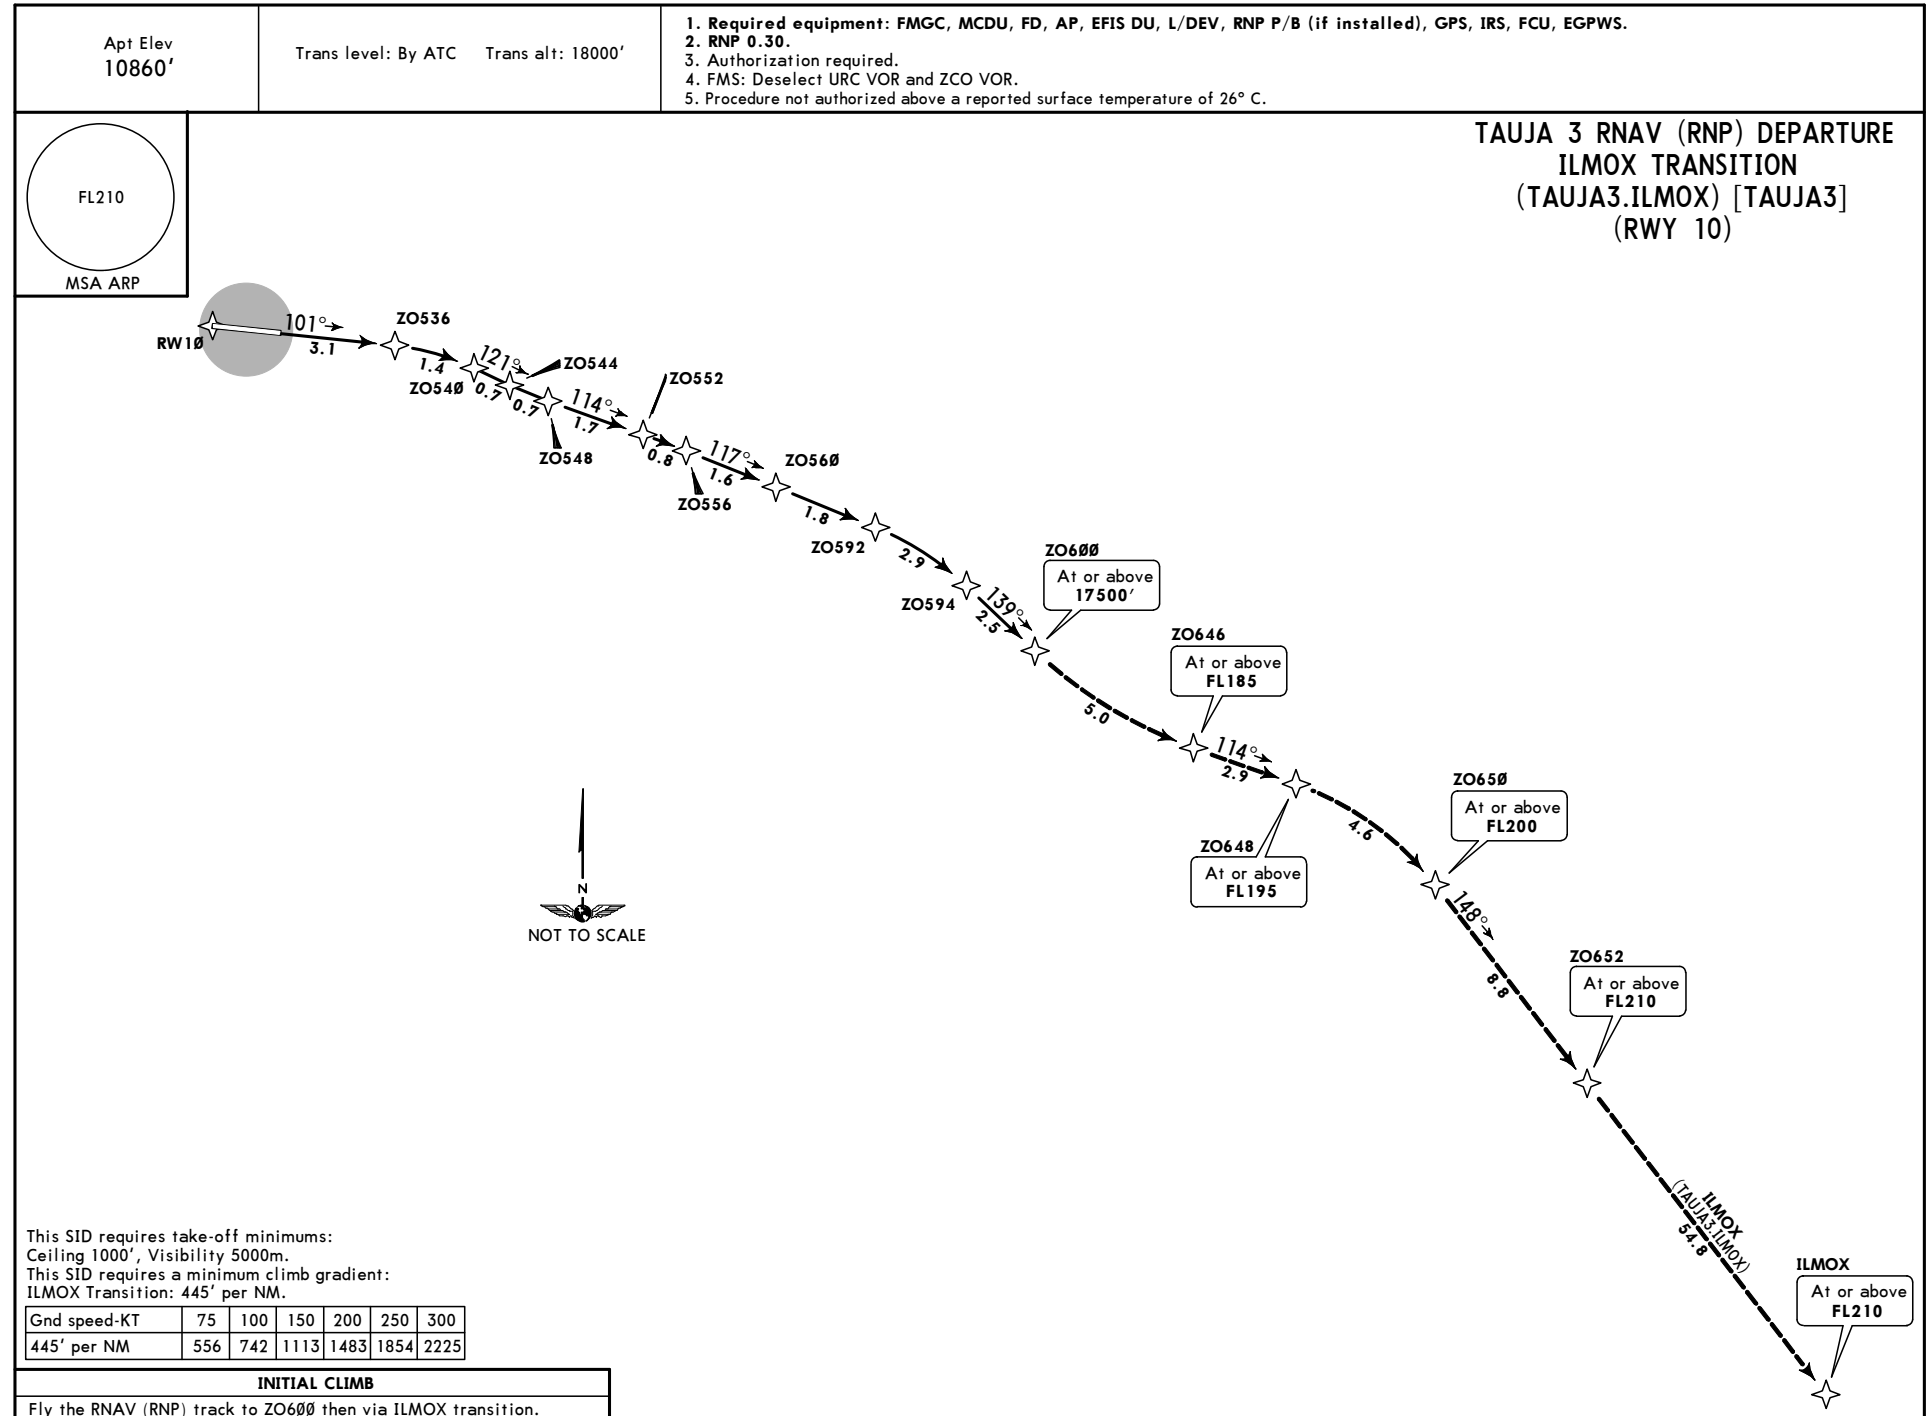 Apt Elev
10860'
Trans level: By ATC Trans alt: 18000'
1. Required equipment: FMGC, MCDU, FD, AP, EFIS DU, L/DEV, RNP P/B (if installed), GPS, IRS, FCU, EGPWS.
2. RNP 0.30.
3. Authorization required.
4. FMS: Deselect URC VOR and ZCO VOR.
5. Procedure not authorized above a reported surface temperature of 26° C.
FL210
MSA ARP
TAUJA 3 RNAV (RNP) DEPARTURE
ILMOX TRANSITION
(TAUJA3.ILMOX) [TAUJA3]
(RWY 10)
RW1Ø
101°
3.1
ZO536
1.4
ZO54Ø
121°
0.7
ZO544
0.7
ZO548
114°
1.7
ZO552
0.8
ZO556
117°
1.6
ZO56Ø
1.8
ZO592
2.9
ZO594
139°
2.5
ZO6ØØ
At or above
17500'
5.0
ZO646
At or above
FL185
114°
2.9
ZO648
At or above
FL195
4.6
ZO65Ø
At or above
FL200
148°
8.8
ZO652
At or above
FL210
ILMOX
(TAUJA3.ILMOX)
54.8
ILMOX
At or above
FL210
N
NOT TO SCALE
This SID requires take-off minimums:
Ceiling 1000', Visibility 5000m.
This SID requires a minimum climb gradient:
ILMOX Transition: 445' per NM.
Gnd speed-KT 75 100 150 200 250 300
445' per NM 556 742 1113 1483 1854 2225
INITIAL CLIMB
Fly the RNAV (RNP) track to ZO6ØØ then via ILMOX transition.